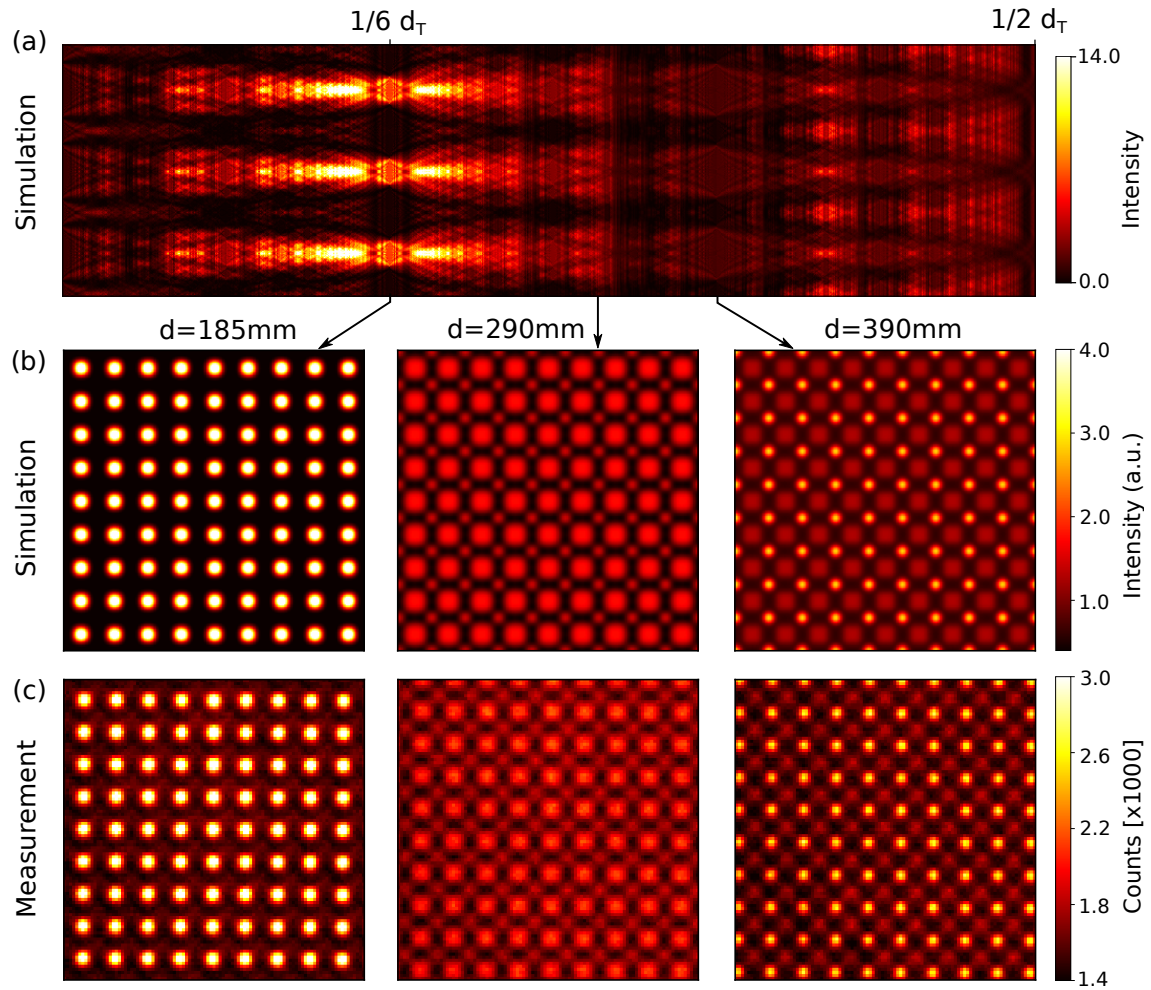 1/6 d_T
1/2 d_T
(a)
Simulation
14.0
0.0
Intensity
d=185mm
d=290mm
d=390mm
(b)
Simulation
4.0
3.0
2.0
1.0
Intensity (a.u.)
(c)
Measurement
3.0
2.6
2.2
1.8
1.4
Counts [x1000]